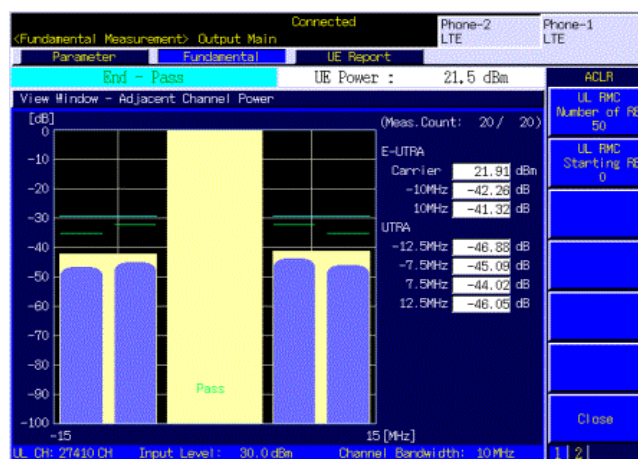 Connected
Phone-2 LTE
Phone-1 LTE
<Fundamental Measurement> Output Main
Parameter
Fundamental
UE Report
End - Pass
UE Power : 21.5 dBm
ACLR
View Window - Adjacent Channel Power
UL RMC
Number of RB
50
UL RMC
Starting RB
0
Close
1 2
[dB]
(Meas.Count: 20/ 20)
0
-10
-20
-30
-40
-50
-60
-70
-80
-90
-100
E-UTRA
Carrier 21.91 dBm
-10MHz -42.26 dB
10MHz -41.32 dB
UTRA
-12.5MHz -46.88 dB
-7.5MHz -45.09 dB
7.5MHz -44.02 dB
12.5MHz -46.05 dB
Pass
-15
15 [MHz]
UL CH: 27410 CH Input Level: 30.0 dBm Channel Bandwidth: 10 MHz